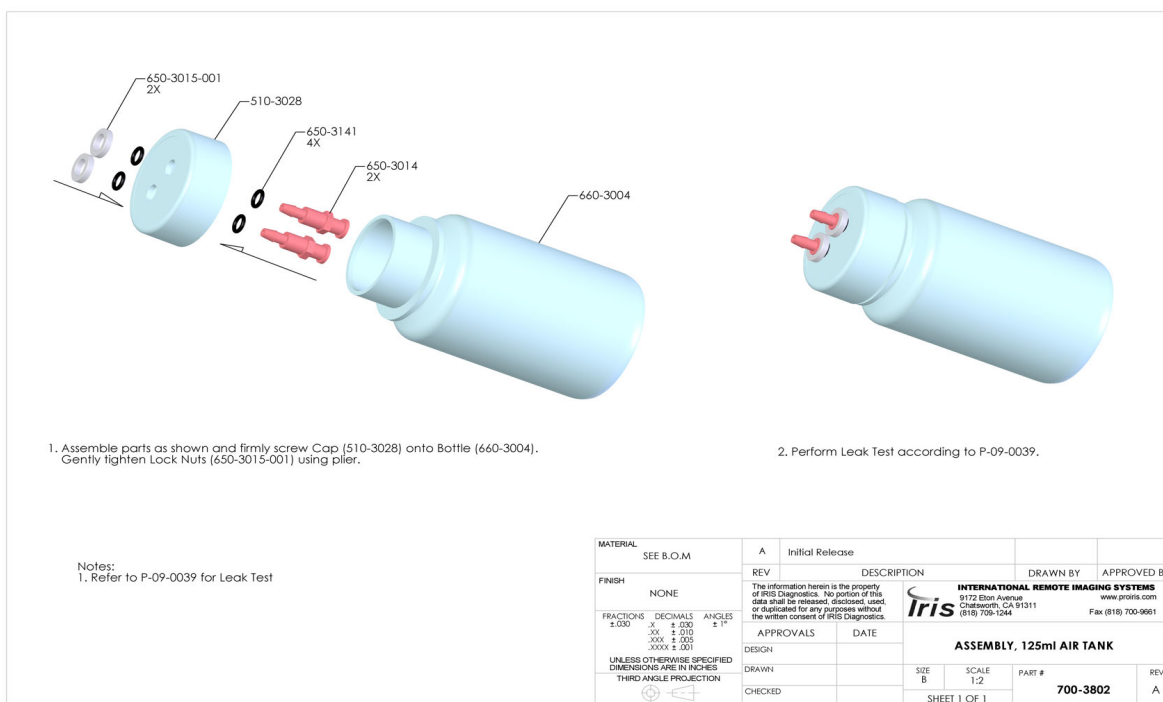 650-3015-001
2X
510-3028
650-3141
4X
650-3014
2X
660-3004
1. Assemble parts as shown and firmly screw Cap (510-3028) onto Bottle (660-3004).
Gently tighten Lock Nuts (650-3015-001) using plier.
2. Perform Leak Test according to P-09-0039.
Notes:
1. Refer to P-09-0039 for Leak Test
MATERIAL
SEE B.O.M
FINISH
NONE
FRACTIONS DECIMALS ANGLES
±.030 .X ± .030 ± 1°
.XX ± .010
.XXX ± .005
.XXXX ± .001
UNLESS OTHERWISE SPECIFIED
DIMENSIONS ARE IN INCHES
THIRD ANGLE PROJECTION
A Initial Release
REV DESCRIPTION DRAWN BY APPROVED B
The information herein is the property
of IRIS Diagnostics. No portion of this
data shall be released, disclosed, used,
or duplicated for any purposes without
the written consent of IRIS Diagnostics.
Iris
INTERNATIONAL REMOTE IMAGING SYSTEMS
9172 Eton Avenue www.proiris.com
Chatsworth, CA 91311
(818) 709-1244 Fax (818) 700-9661
APPROVALS DATE
DESIGN
DRAWN
CHECKED
ASSEMBLY, 125ml AIR TANK
SIZE SCALE PART # REV
B 1:2 700-3802 A
SHEET 1 OF 1